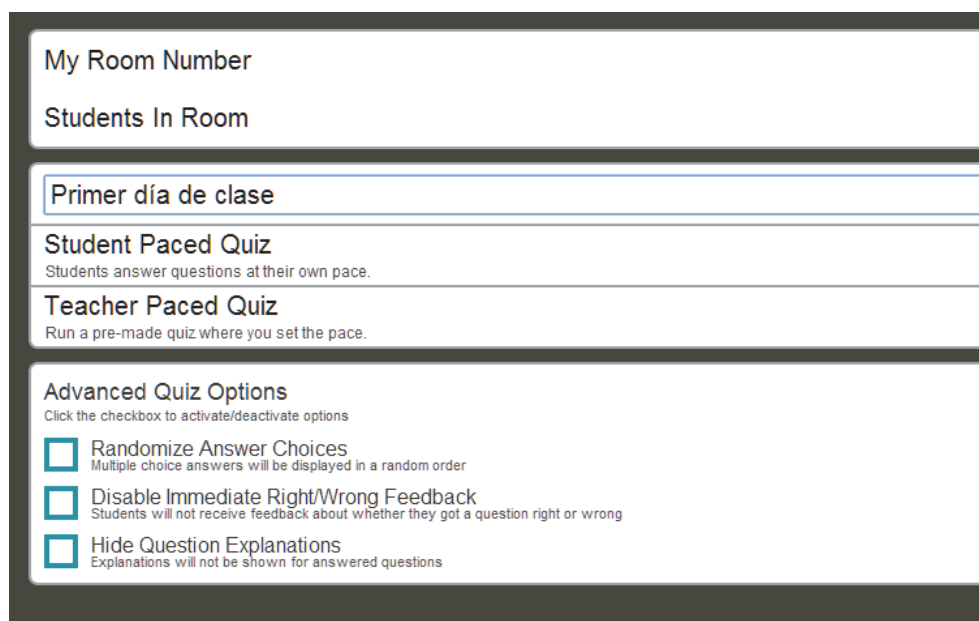 My Room Number
Students In Room
Primer día de clase
Student Paced Quiz
Students answer questions at their own pace.
Teacher Paced Quiz
Run a pre-made quiz where you set the pace.
Advanced Quiz Options
Click the checkbox to activate/deactivate options
Randomize Answer Choices
Multiple choice answers will be displayed in a random order
Disable Immediate Right/Wrong Feedback
Students will not receive feedback about whether they got a question right or wrong
Hide Question Explanations
Explanations will not be shown for answered questions